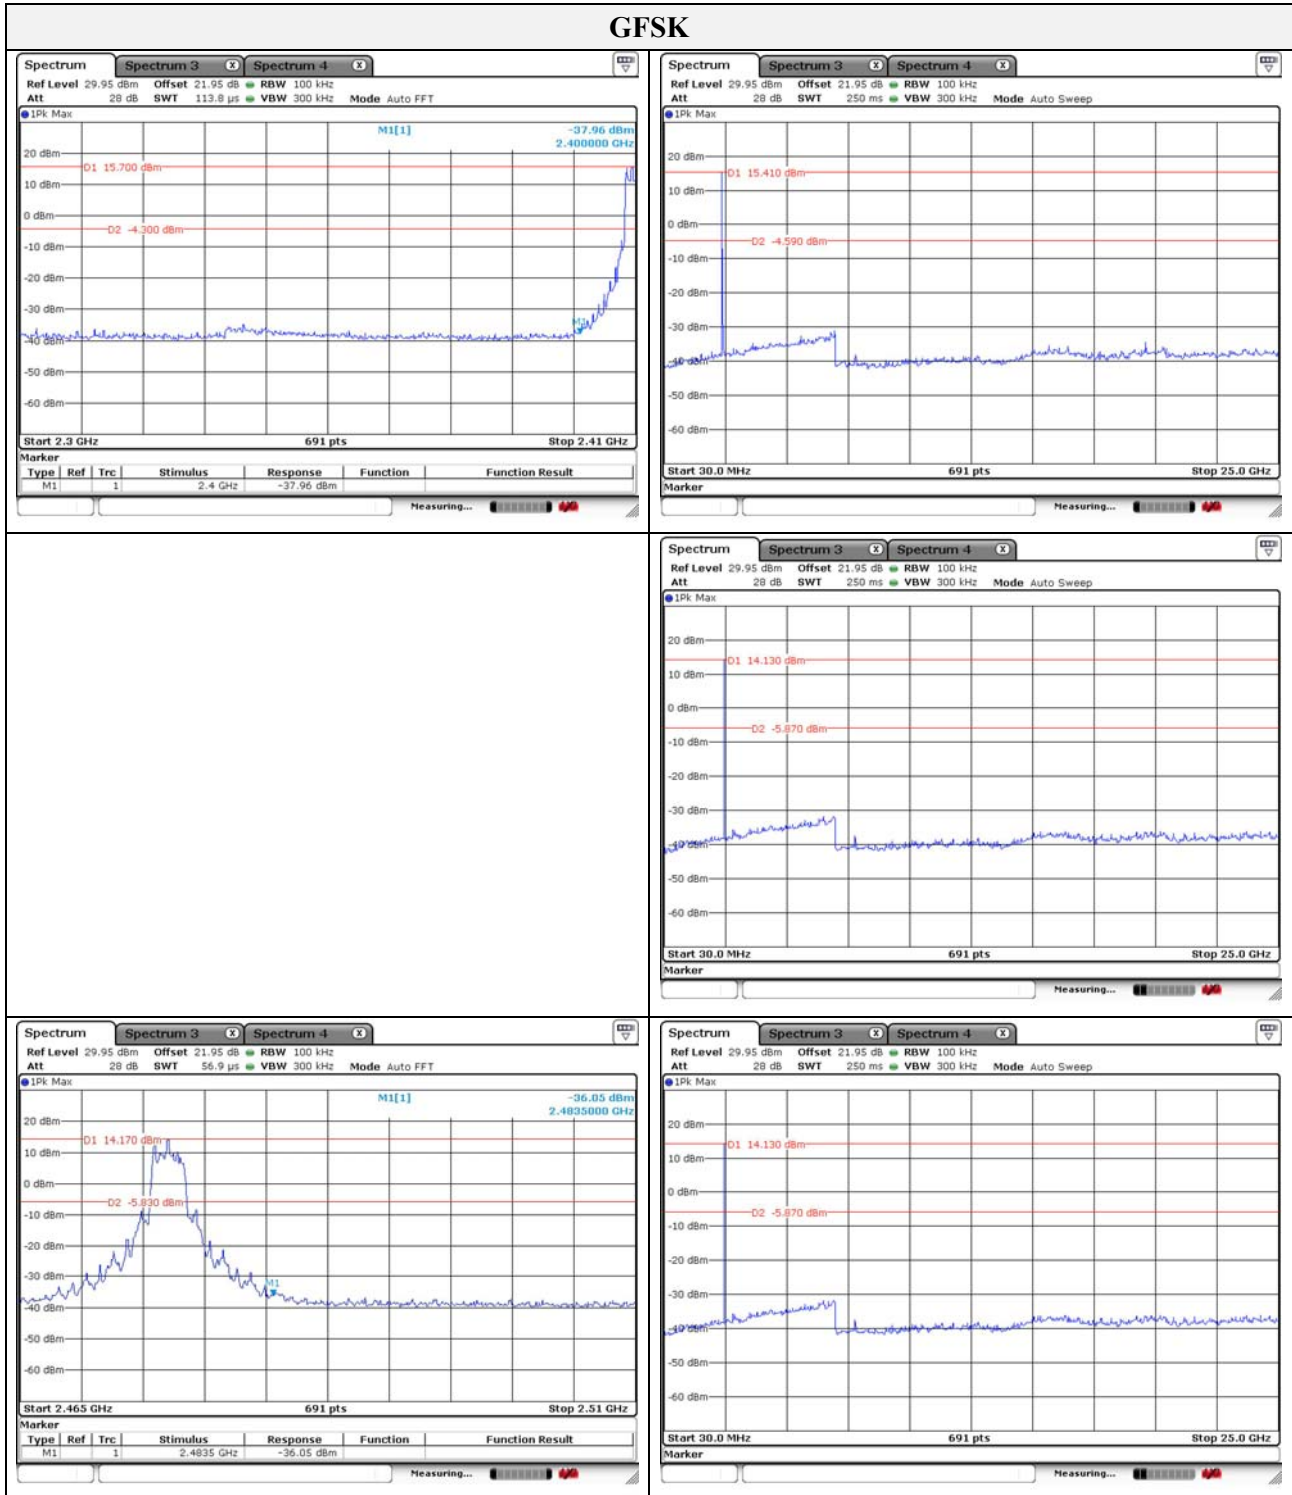 GFSK
Spectrum Spectrum 3 X Spectrum 4 X
Ref Level 29.95 dBm Offset 21.95 dB RBW 100 kHz
Att 28 dB SWT 113.8 µs VBW 300 kHz Mode Auto FFT
1Pk Max
M1[1] -37.96 dBm
2.400000 GHz
20 dBm
D1 15.700 dBm
10 dBm
0 dBm
D2 -4.300 dBm
-10 dBm
-20 dBm
-30 dBm
M1
-40 dBm
-50 dBm
-60 dBm
Start 2.3 GHz 691 pts Stop 2.41 GHz
Marker
Type Ref Trc Stimulus Response Function Function Result
M1 1 2.4 GHz -37.96 dBm
Measuring...
Spectrum Spectrum 3 X Spectrum 4 X
Ref Level 29.95 dBm Offset 21.95 dB RBW 100 kHz
Att 28 dB SWT 250 ms VBW 300 kHz Mode Auto Sweep
1Pk Max
20 dBm
D1 15.410 dBm
10 dBm
0 dBm
D2 -4.590 dBm
-10 dBm
-20 dBm
-30 dBm
-40 dBm
-50 dBm
-60 dBm
Start 30.0 MHz 691 pts Stop 25.0 GHz
Marker
Measuring...
Spectrum Spectrum 3 X Spectrum 4 X
Ref Level 29.95 dBm Offset 21.95 dB RBW 100 kHz
Att 28 dB SWT 250 ms VBW 300 kHz Mode Auto Sweep
1Pk Max
20 dBm
D1 14.130 dBm
10 dBm
0 dBm
D2 -5.870 dBm
-10 dBm
-20 dBm
-30 dBm
-40 dBm
-50 dBm
-60 dBm
Start 30.0 MHz 691 pts Stop 25.0 GHz
Marker
Measuring...
Spectrum Spectrum 3 X Spectrum 4 X
Ref Level 29.95 dBm Offset 21.95 dB RBW 100 kHz
Att 28 dB SWT 56.9 µs VBW 300 kHz Mode Auto FFT
1Pk Max
M1[1] -36.05 dBm
2.4835000 GHz
20 dBm
D1 14.170 dBm
10 dBm
0 dBm
D2 -5.830 dBm
-10 dBm
-20 dBm
-30 dBm
M1
-40 dBm
-50 dBm
-60 dBm
Start 2.465 GHz 691 pts Stop 2.51 GHz
Marker
Type Ref Trc Stimulus Response Function Function Result
M1 1 2.4835 GHz -36.05 dBm
Measuring...
Spectrum Spectrum 3 X Spectrum 4 X
Ref Level 29.95 dBm Offset 21.95 dB RBW 100 kHz
Att 28 dB SWT 250 ms VBW 300 kHz Mode Auto Sweep
1Pk Max
20 dBm
D1 14.130 dBm
10 dBm
0 dBm
D2 -5.870 dBm
-10 dBm
-20 dBm
-30 dBm
-40 dBm
-50 dBm
-60 dBm
Start 30.0 MHz 691 pts Stop 25.0 GHz
Marker
Measuring...